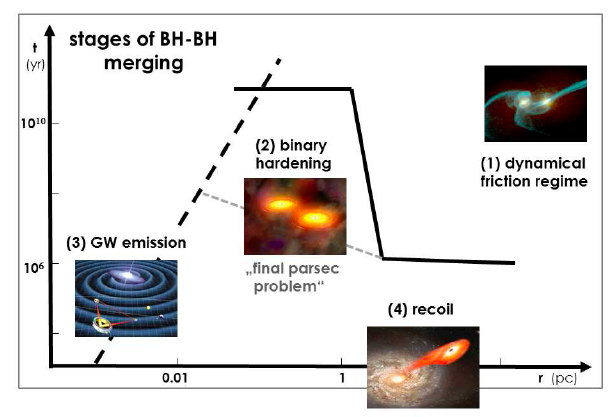 stages of BH-BH
merging
t
(yr)
10¹⁰
(2) binary
hardening
(1) dynamical
friction regime
(3) GW emission
10⁶
„final parsec
problem“
(4) recoil
0.01
1
r (pc)